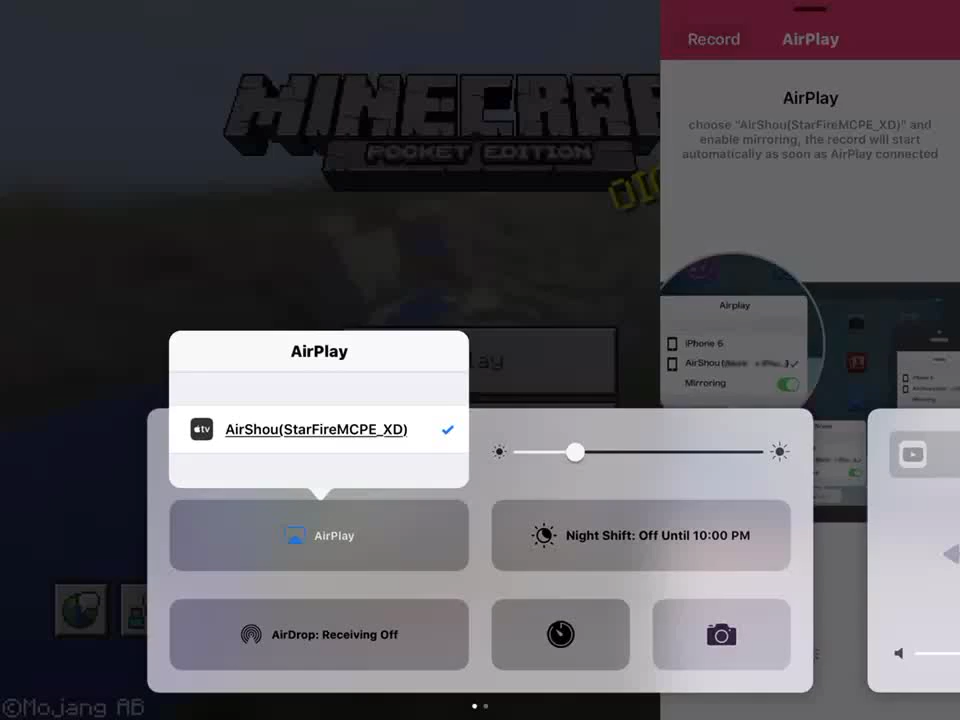 Record
AirPlay
MINECRAF
POCKET EDITION
AirPlay
choose "AirShou(StarFireMCPE_XD)" and
enable mirroring, the record will start
automatically as soon as AirPlay connected
Airplay
iPhone 6
AirShou(
Mirroring
lay
AirPlay
AirShou(StarFireMCPE_XD)
AirPlay
Night Shift: Off Until 10:00 PM
AirDrop: Receiving Off
©Mojang AB